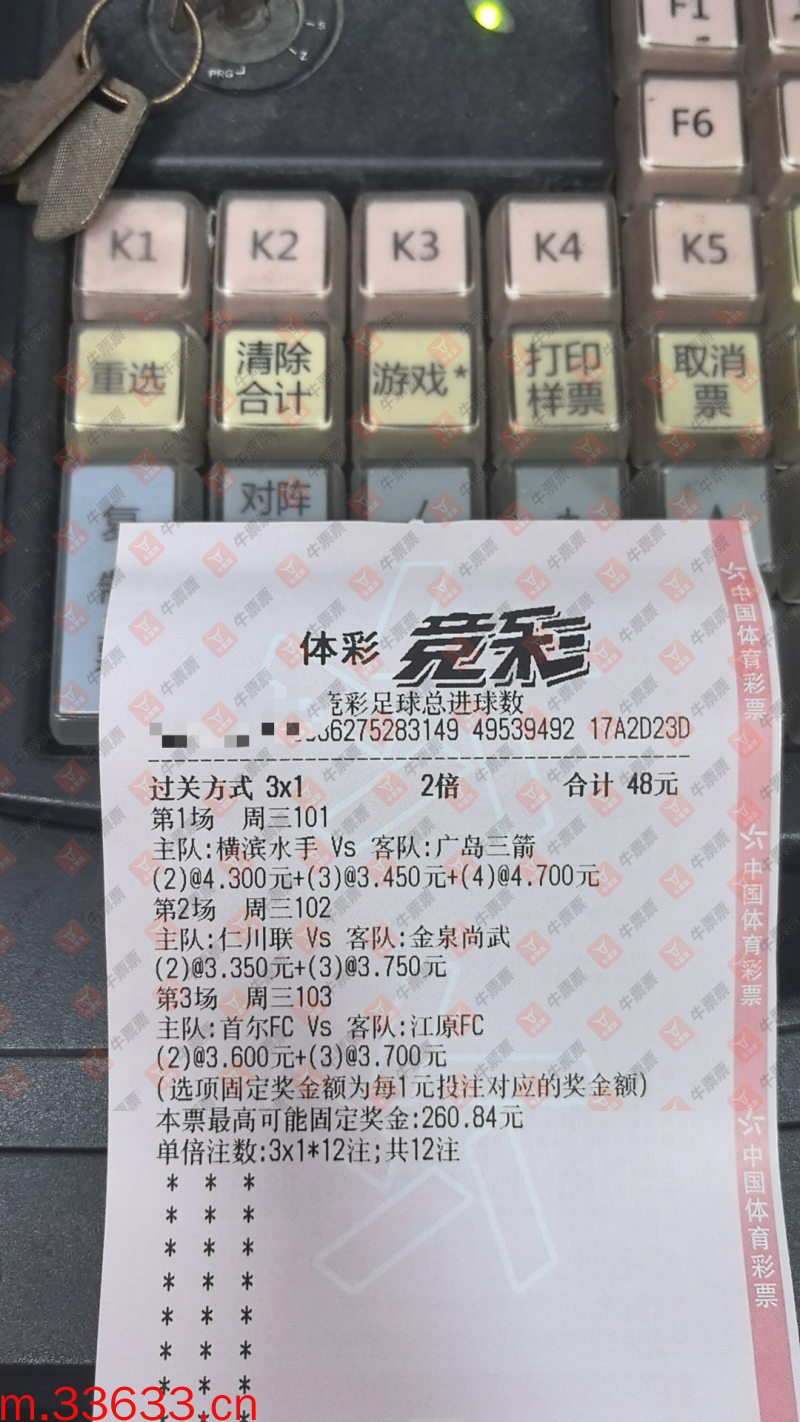 PRG
F1
F6
K1 K2 K3 K4 K5
重选 清除合计 游戏* 打印样票 取消票
对阵
体彩 竞彩
竞彩足球总进球数
36275283149 49539492 17A2D23D
过关方式 3x1 2倍 合计 48元
第1场 周三101
主队:横滨水手 Vs 客队:广岛三箭
(2)@4.300元+(3)@3.450元+(4)@4.700元
第2场 周三102
主队:仁川联 Vs 客队:金泉尚武
(2)@3.350元+(3)@3.750元
第3场 周三103
主队:首尔FC Vs 客队:江原FC
(2)@3.600元+(3)@3.700元
(选项固定奖金额为每1元投注对应的奖金额)
本票最高可能固定奖金:260.84元
单倍注数:3x1*12注;共12注
* * *
* * *
* * *
* * *
* * *
* * *
* * *
中国体育彩票
中国体育彩票
中国体育彩票
牛票票
m.33633.cn